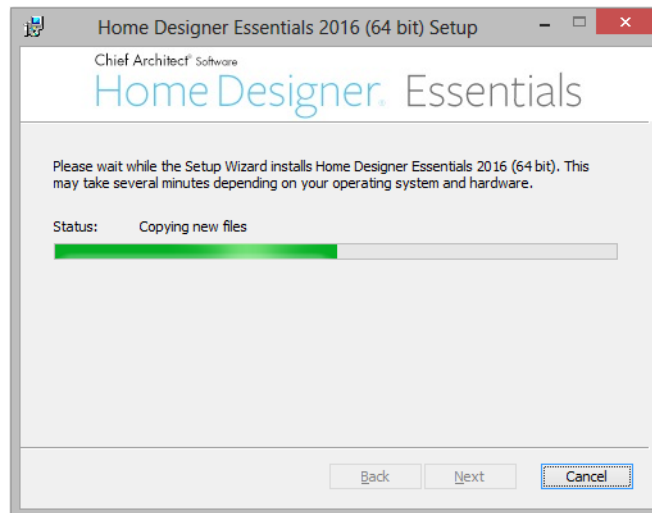 Home Designer Essentials 2016 (64 bit) Setup
Chief Architect® Software
Home Designer® Essentials
Please wait while the Setup Wizard installs Home Designer Essentials 2016 (64 bit). This
may take several minutes depending on your operating system and hardware.
Status: Copying new files
Back Next Cancel